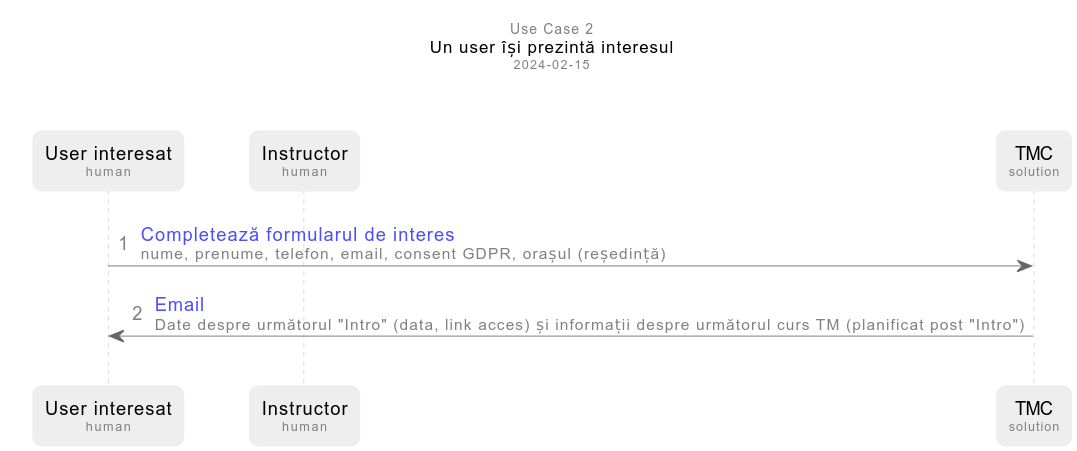 Use Case 2
Un user își prezintă interesul
2024-02-15
User interesat
human
Instructor
human
TMC
solution
1
Completează formularul de interes
nume, prenume, telefon, email, consent GDPR, orașul (reședință)
2
Email
Date despre următorul "Intro" (data, link acces) și informații despre următorul curs TM (planificat post "Intro")
User interesat
human
Instructor
human
TMC
solution